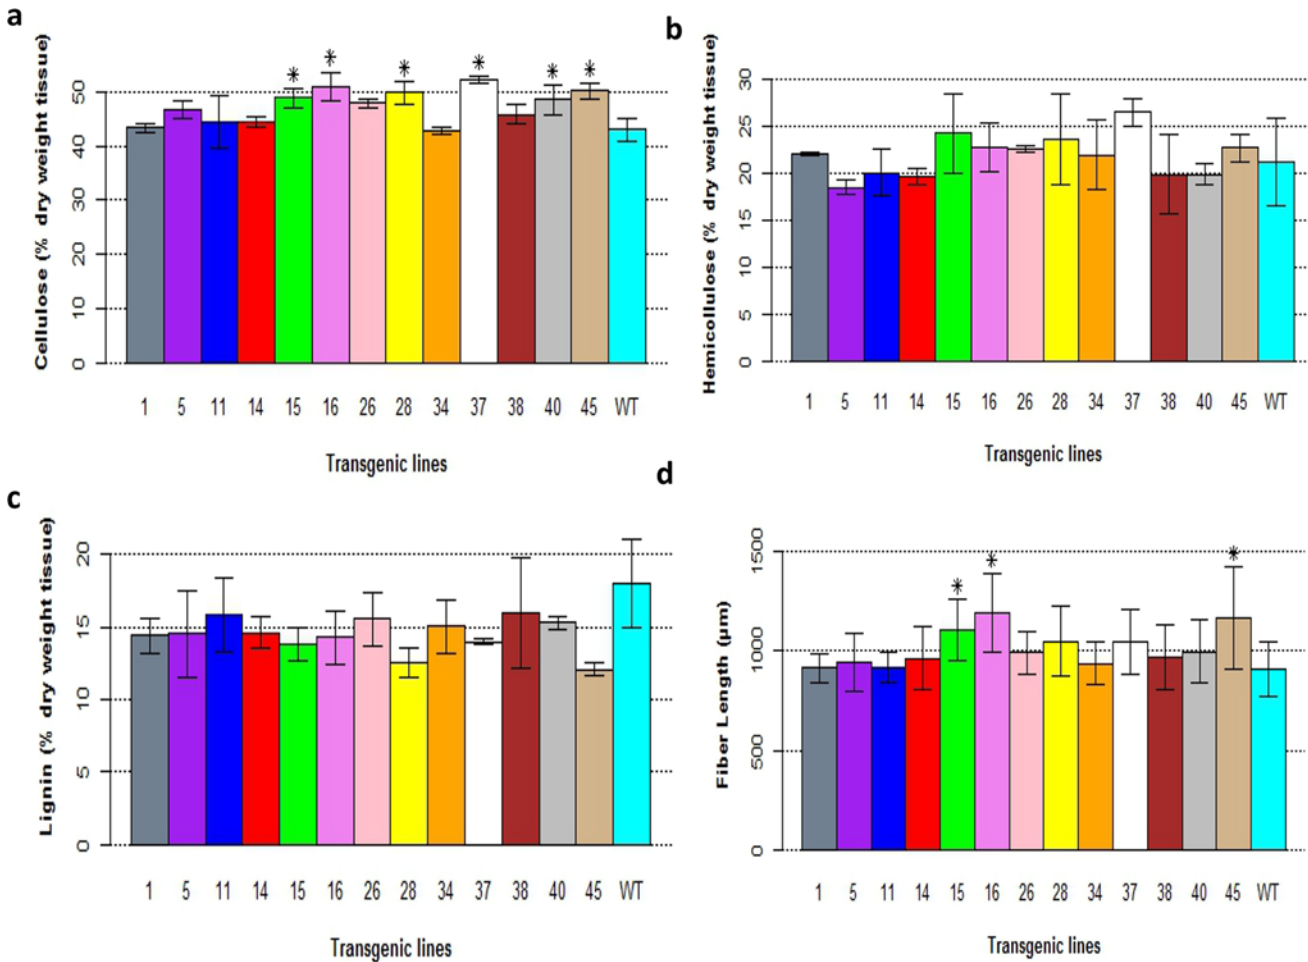 a
Cellulose (% dry weight tissue)
0 10 20 30 40 50
* * * * * *
1 5 11 14 15 16 26 28 34 37 38 40 45 WT
Transgenic lines
b
Hemicollulose (% dry weight tissue)
0 5 10 15 20 25 30
1 5 11 14 15 16 26 28 34 37 38 40 45 WT
Transgenic lines
c
Lignin (% dry weight tissue)
0 5 10 15 20
1 5 11 14 15 16 26 28 34 37 38 40 45 WT
Transgenic lines
d
Fiber Length (µm)
0 500 1000 1500
* * *
1 5 11 14 15 16 26 28 34 37 38 40 45 WT
Transgenic lines